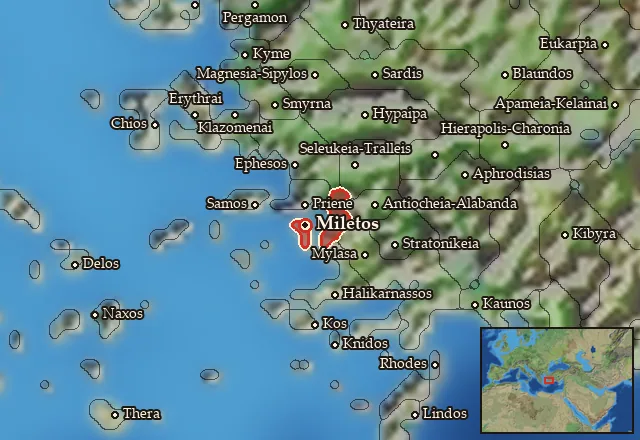 Pergamon
Thyateira
Eukarpia
Kyme
Magnesia-Sipylos
Sardis
Blaundos
Erythrai
Smyrna
Apameia-Kelainai
Chios
Klazomenai
Hypaipa
Hierapolis-Charonia
Seleukeia-Tralleis
Ephesos
Aphrodisias
Samos
Priene
Antiocheia-Alabanda
Miletos
Stratonikeia
Kibyra
Mylasa
Delos
Halikarnassos
Kaunos
Naxos
Kos
Knidos
Rhodes
Thera
Lindos